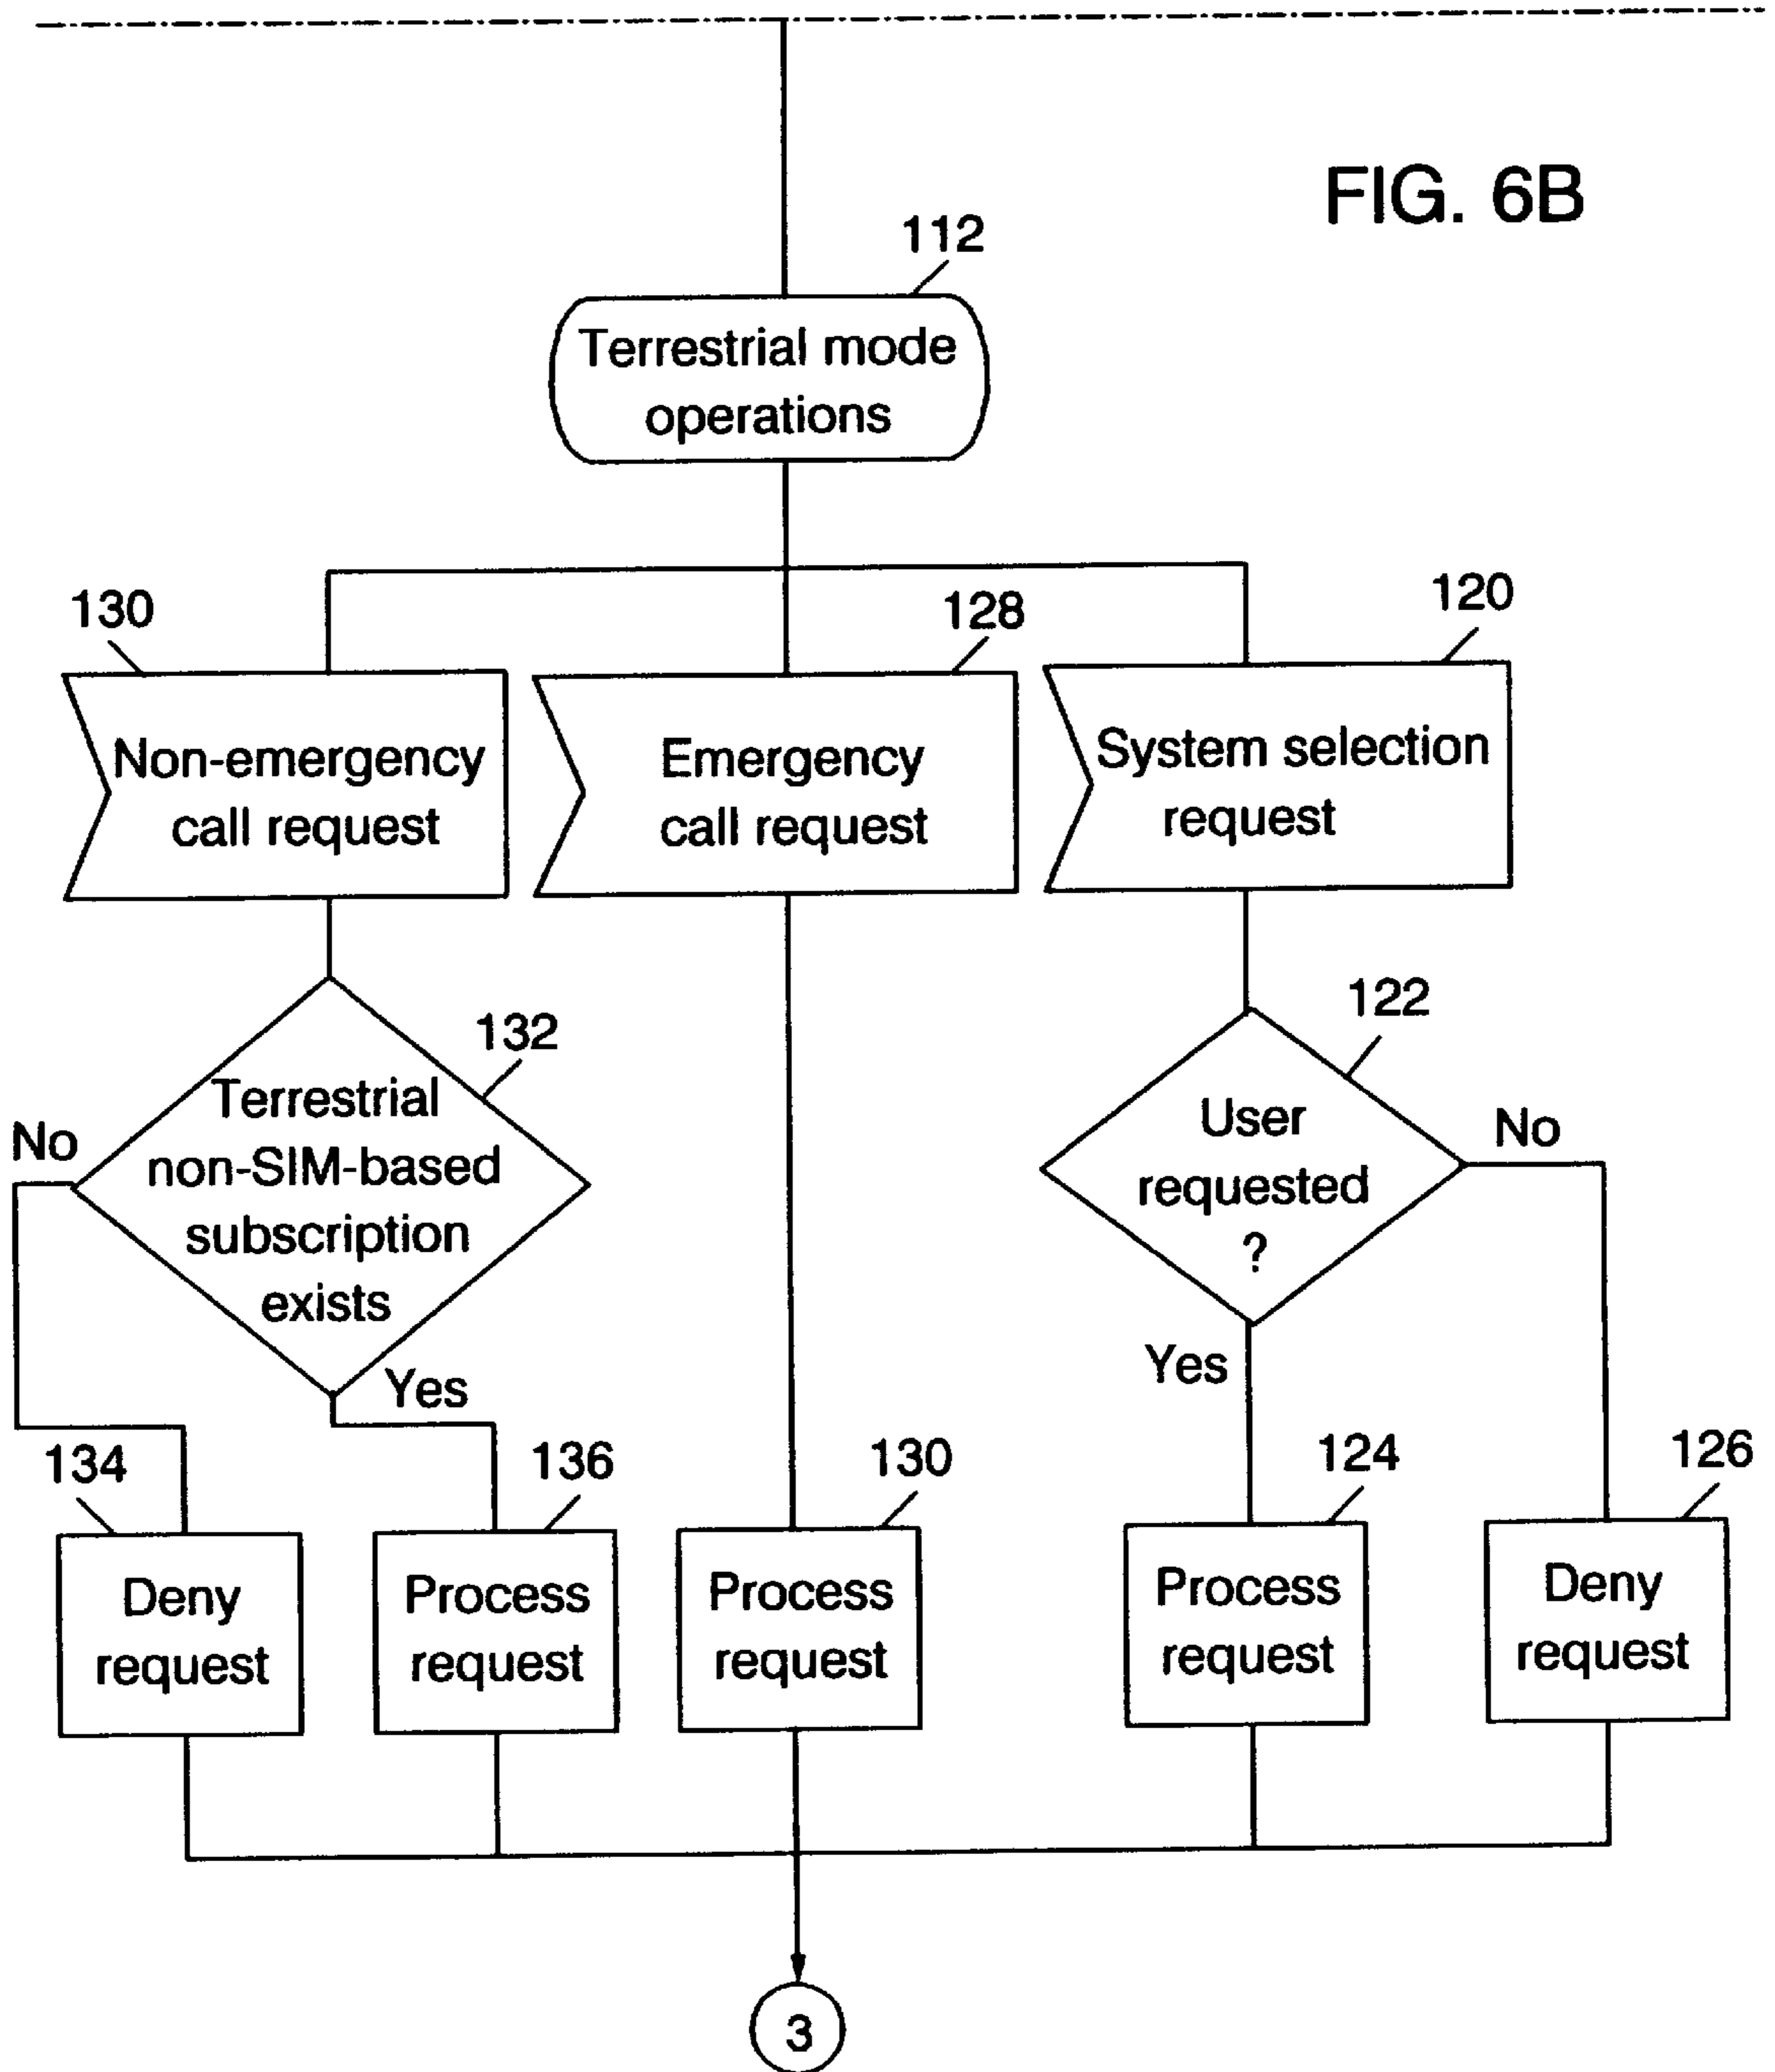 FIG. 6B
112
Terrestrial mode
operations
130
128
120
Non-emergency
call request
Emergency
call request
System selection
request
132
122
Terrestrial
non-SIM-based
subscription
exists
User
requested
?
No
Yes
Yes
No
134
136
130
124
126
Deny
request
Process
request
Process
request
Process
request
Deny
request
3